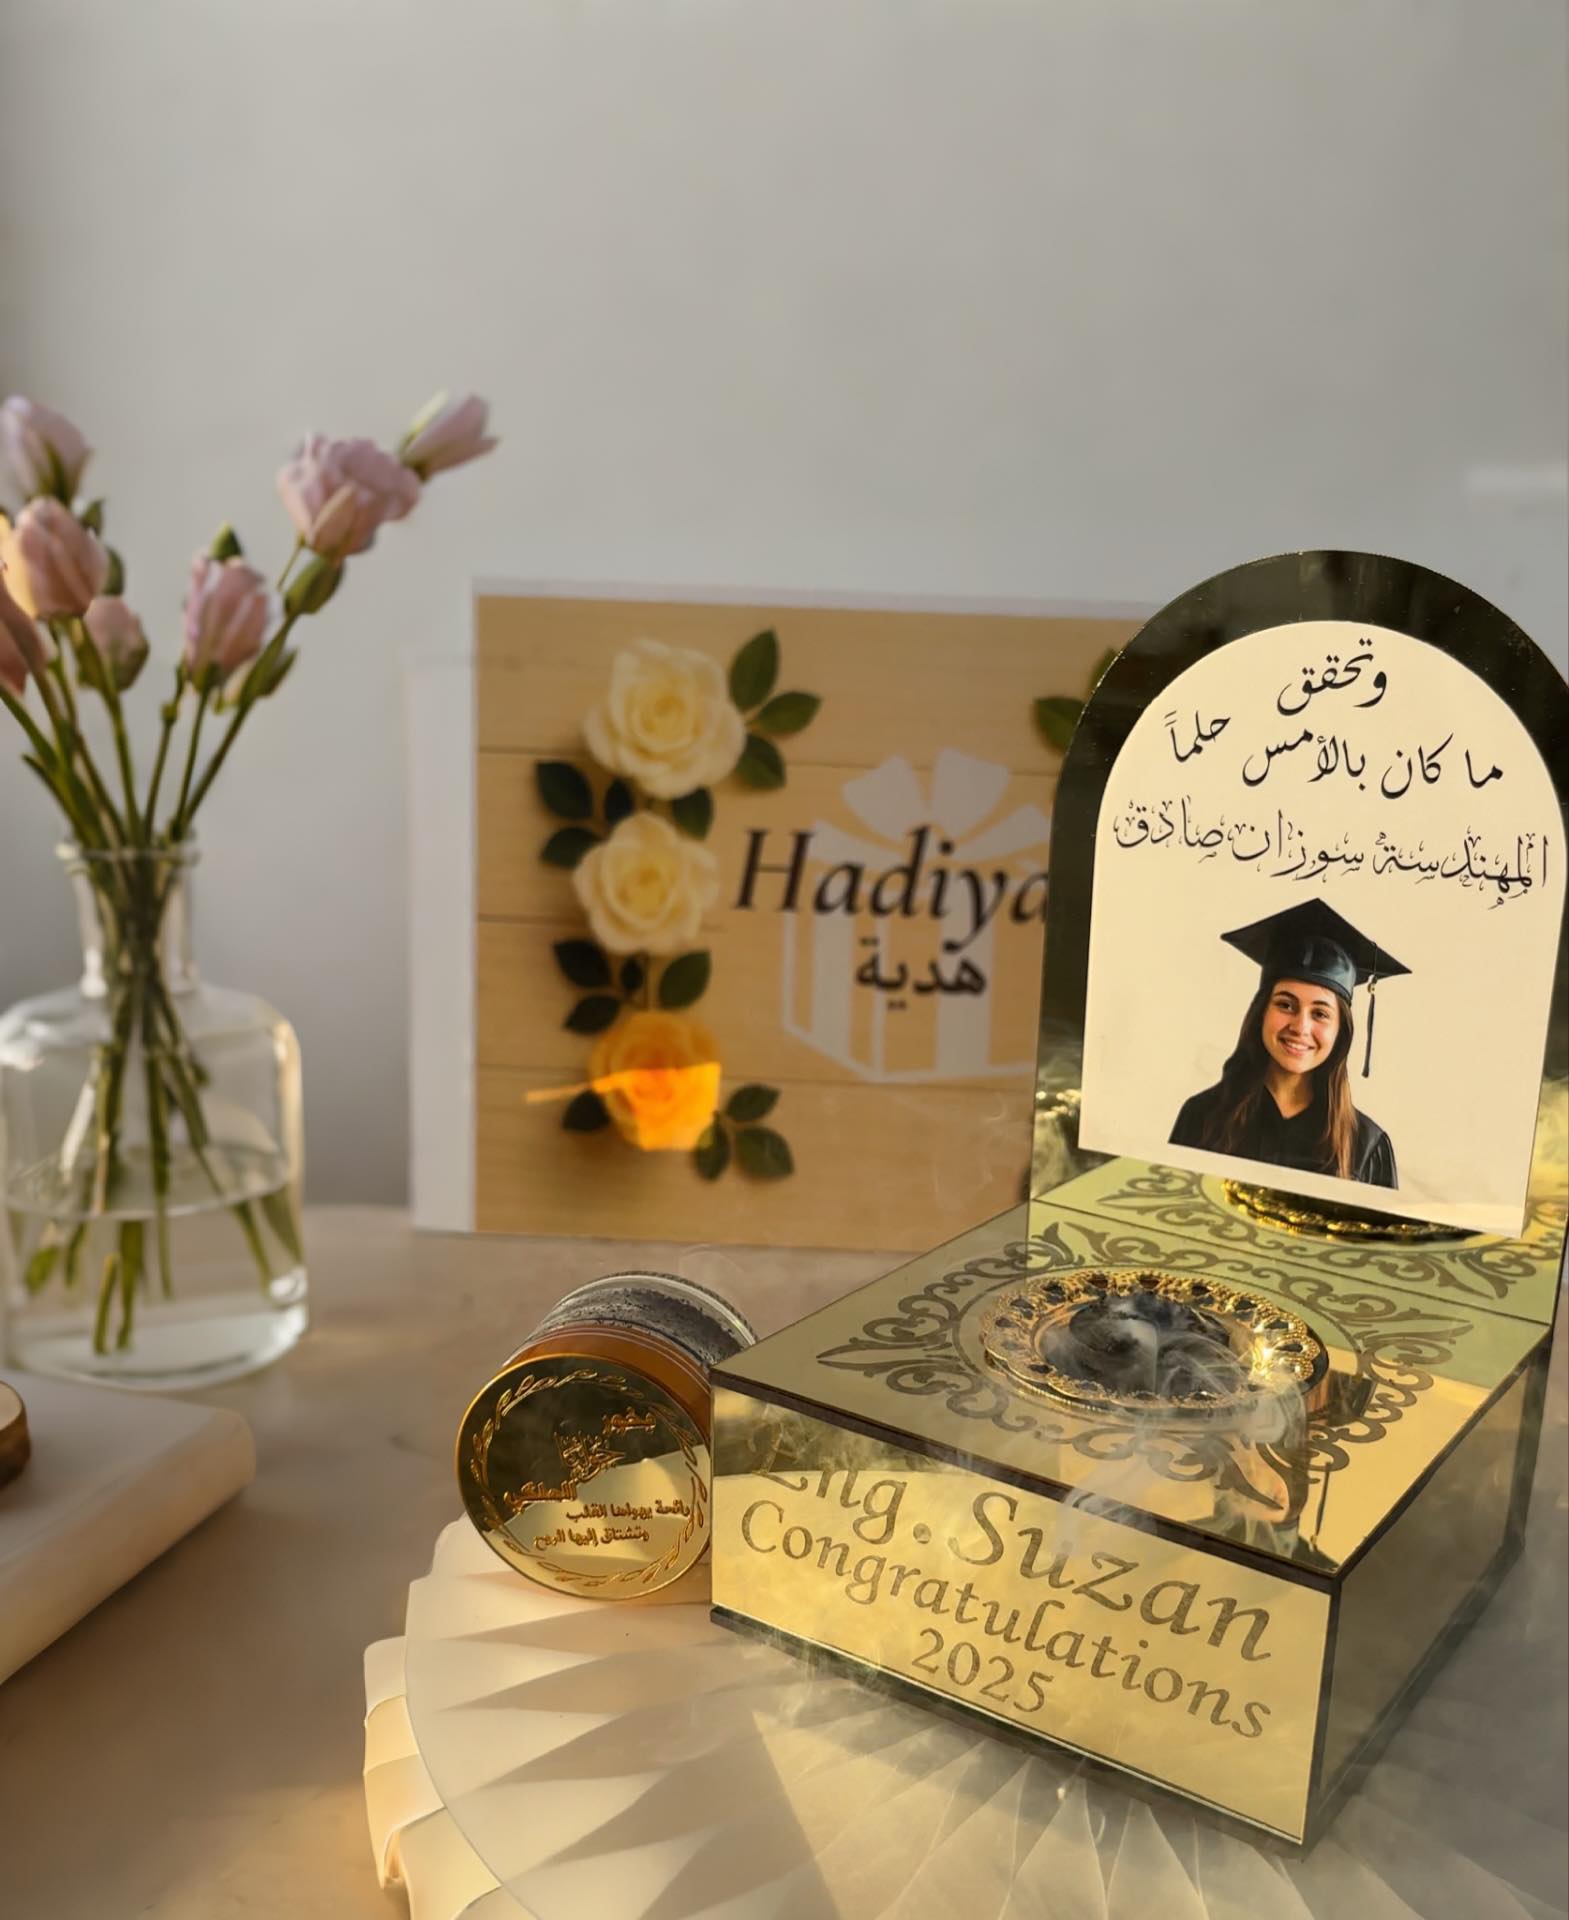 Hadiya
هدية
وتحقق
ما كان بالأمس حلماً
المهندسة سوزان صادق
بخور
الملكي
رائحة يهواها القلب
وتشتاق إليها الروح
Eng. Suzan
Congratulations
2025